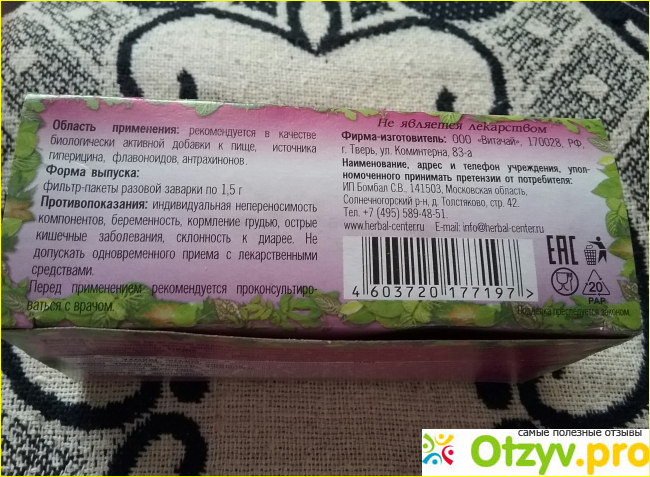 Область применения: рекомендуется в качестве
биологически активной добавки к пище, источника
гиперицина, флавоноидов, антрахинонов.
Форма выпуска:
фильтр-пакеты разовой заварки по 1,5 г
Противопоказания: индивидуальная непереносимость
компонентов, беременность, кормление грудью, острые
кишечные заболевания, склонность к диарее. Не
допускать одновременного приема с лекарственными
средствами.
Перед применением рекомендуется проконсультиро-
ваться с врачом.
Не является лекарством
Фирма-изготовитель: ООО «Витачай», 170028, РФ,
г. Тверь, ул. Коминтерна, 83-а
Наименование, адрес и телефон учреждения, упол-
номоченного принимать претензии от потребителя:
ИП Бомбал С.В., 141503, Московская область,
Солнечногорский р-н, д. Толстяково, стр. 42.
Тел. +7 (495) 589-48-51.
www.herbal-center.ru E-mail: info@herbal-center.ru
EAC
4 603720 177197 >
20
PAP
Подделка преследуется законом.
самые полезные отзывы
Otzyv.pro